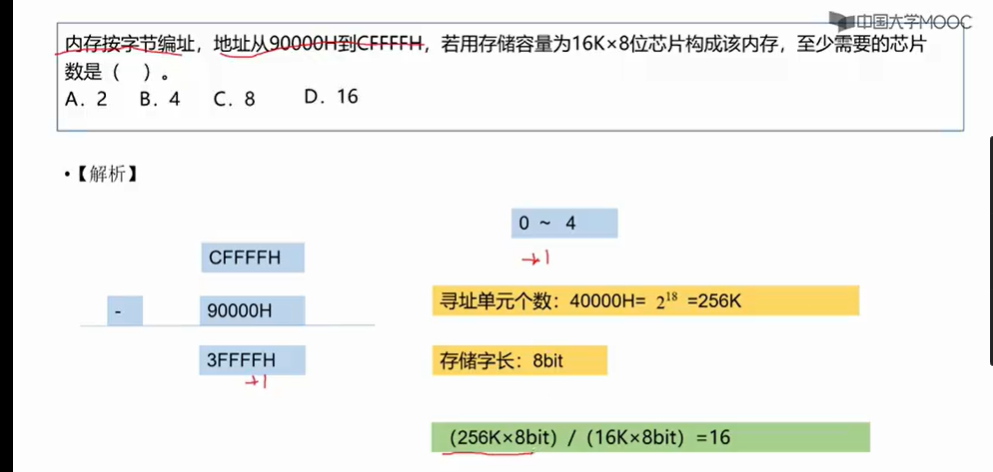 中国大学MOOC
内存按字节编址，地址从90000H到CFFFFH，若用存储容量为16K×8位芯片构成该内存，至少需要的芯片
数是（ ）。
A. 2 B. 4 C. 8 D. 16
•【解析】
0 ~ 4
+1
CFFFFH
- 90000H
寻址单元个数：40000H= 2¹⁸ =256K
3FFFFH
+1
存储字长：8bit
（256K×8bit）/（16K×8bit）=16